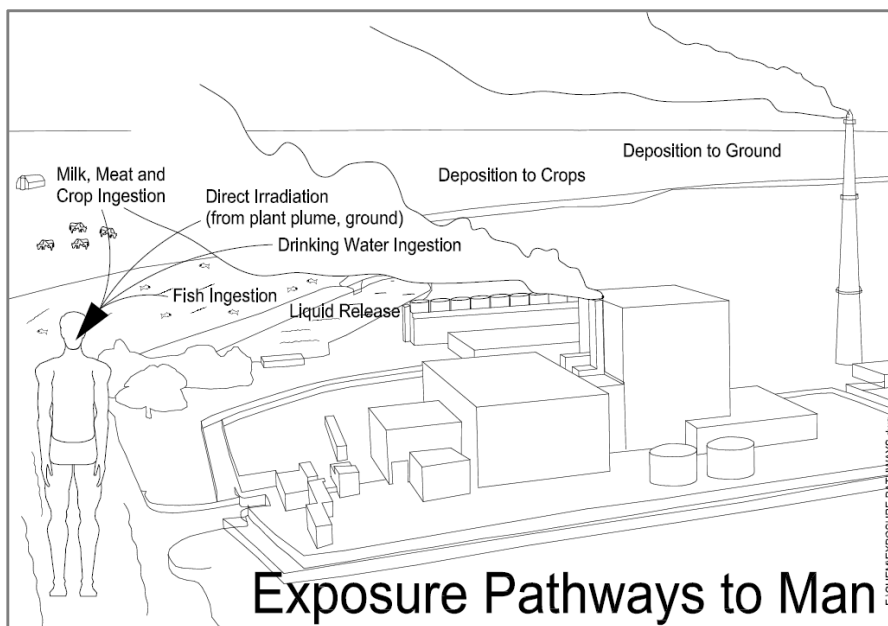 Deposition to Ground
Deposition to Crops
Milk, Meat and
Crop Ingestion
Direct Irradiation
(from plant plume, ground)
Drinking Water Ingestion
Fish Ingestion
Liquid Release
Exposure Pathways to Man